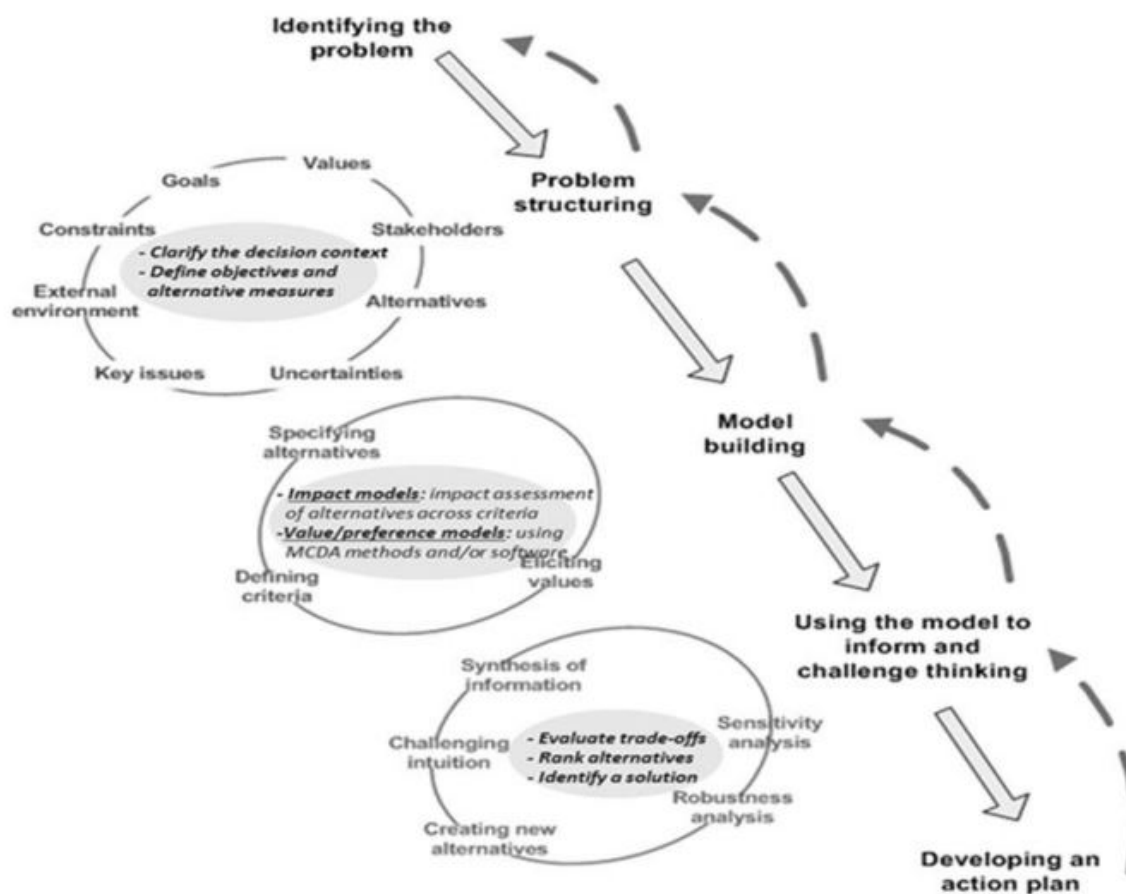 Identifying the
problem
Problem
structuring
Values
Goals
Constraints
Stakeholders
- Clarify the decision context
- Define objectives and
alternative measures
External
environment
Alternatives
Key issues
Uncertainties
Model
building
Specifying
alternatives
- Impact models: impact assessment
of alternatives across criteria
-Value/preference models: using
MCDA methods and/or software
Defining
criteria
Eliciting
values
Using the model to
inform and
challenge thinking
Synthesis of
information
Challenging
intuition
- Evaluate trade-offs
- Rank alternatives
- Identify a solution
Sensitivity
analysis
Robustness
analysis
Creating new
alternatives
Developing an
action plan